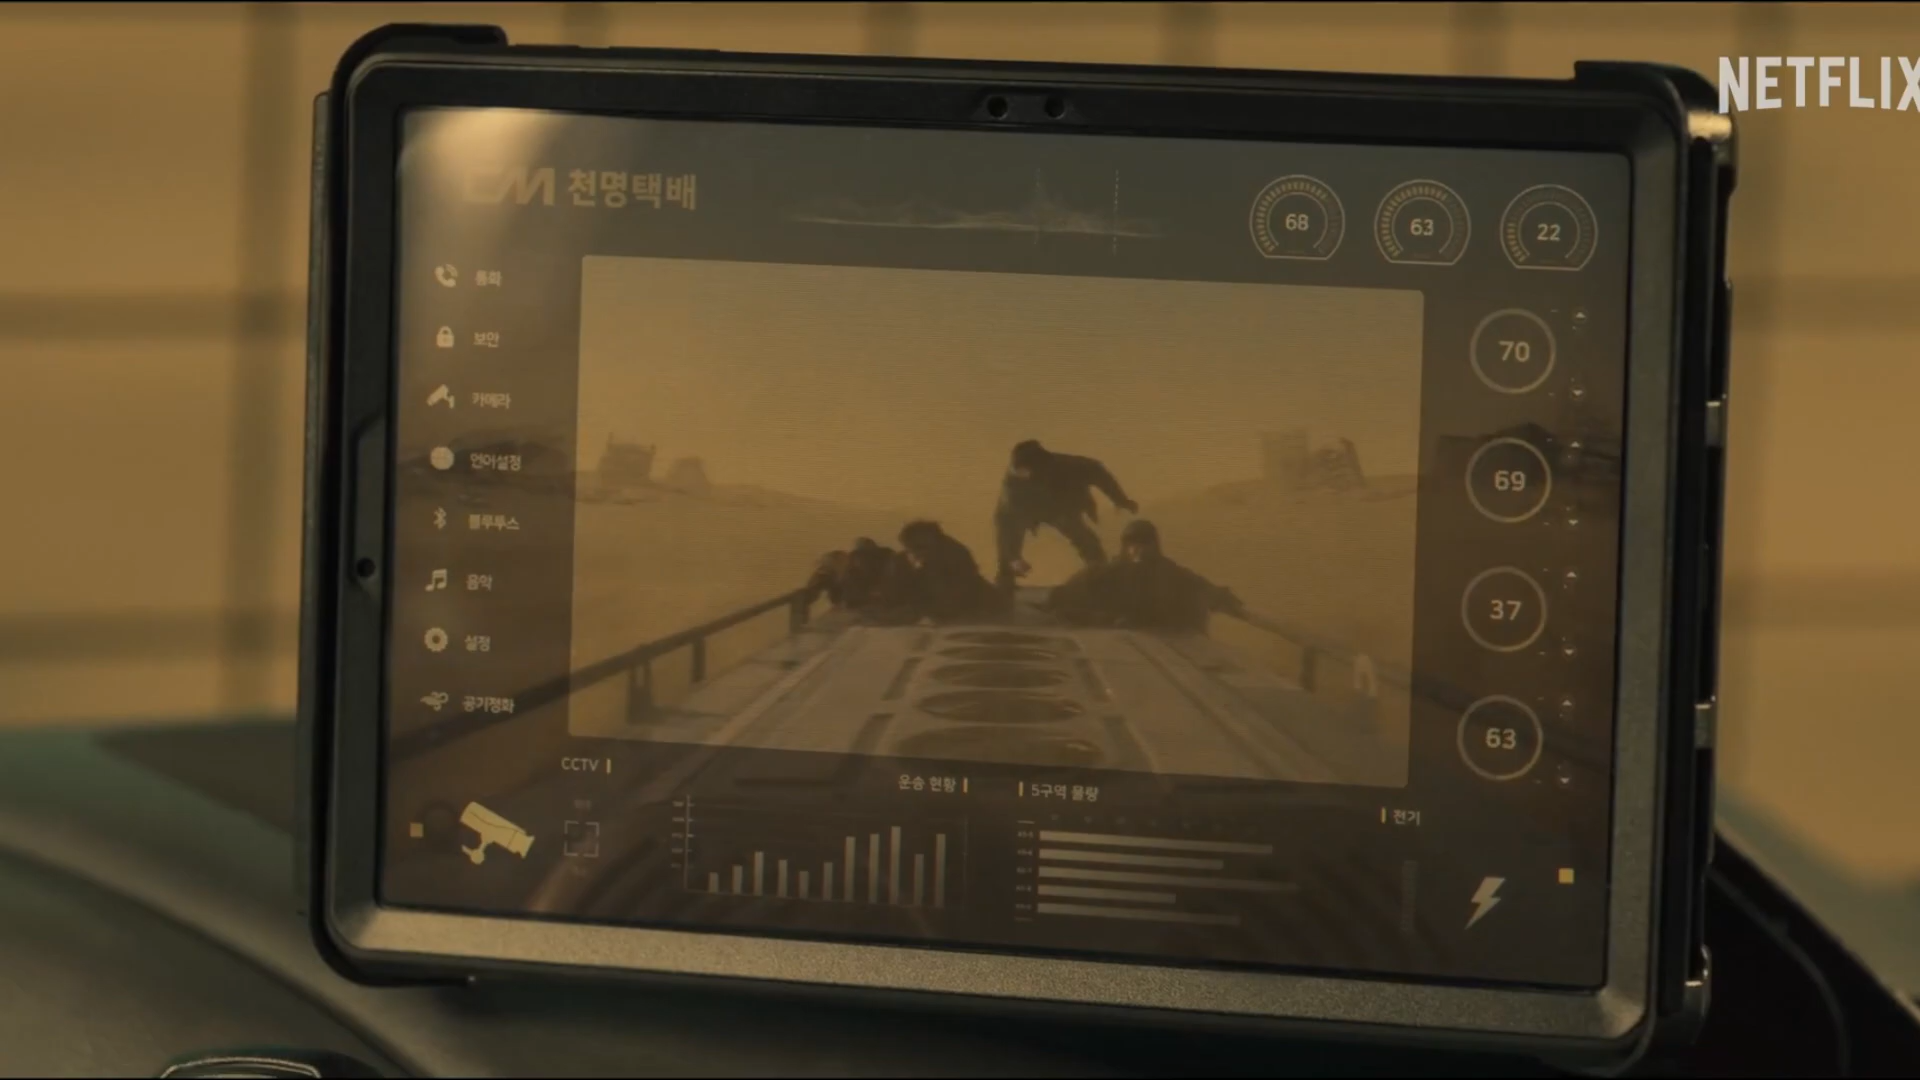 NETFLIX
CM 천명택배
68
63
22
통화
보안
카메라
언어설정
블루투스
음악
설정
공기정화
70
69
37
63
CCTV
운송 현황
5구역 물량
전기